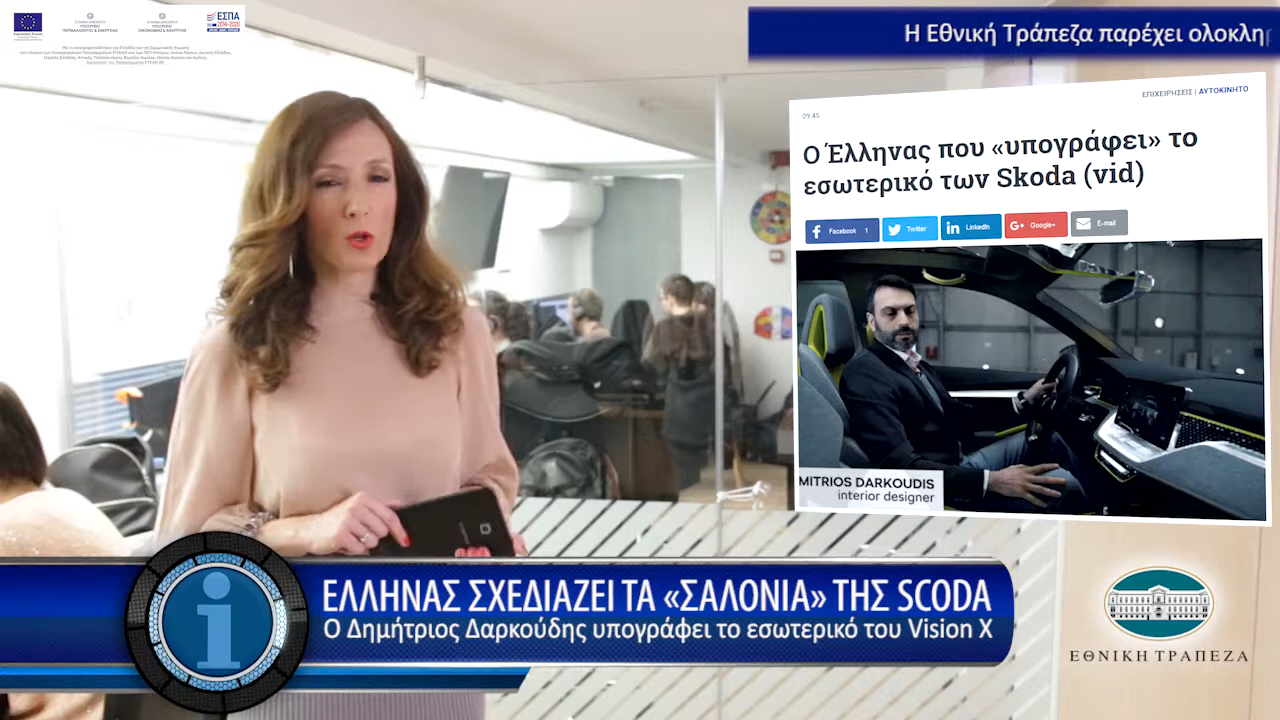 ΕΣΠΑ
2014-2020
Η Εθνική Τράπεζα παρέχει ολοκλη
ΕΠΙΧΕΙΡΗΣΕΙΣ | ΑΥΤΟΚΙΝΗΤΟ
09:45
Ο Έλληνας που «υπογράφει» το
εσωτερικό των Skoda (vid)
Facebook 1
Twitter
LinkedIn
Google+
E-mail
MITRIOS DARKOUDIS
interior designer
ΕΛΛΗΝΑΣ ΣΧΕΔΙΑΖΕΙ ΤΑ «ΣΑΛΟΝΙΑ» ΤΗΣ SCODA
Ο Δημήτριος Δαρκούδης υπογράφει το εσωτερικό του Vision X
ΕΘΝΙΚΗ ΤΡΑΠΕΖΑ